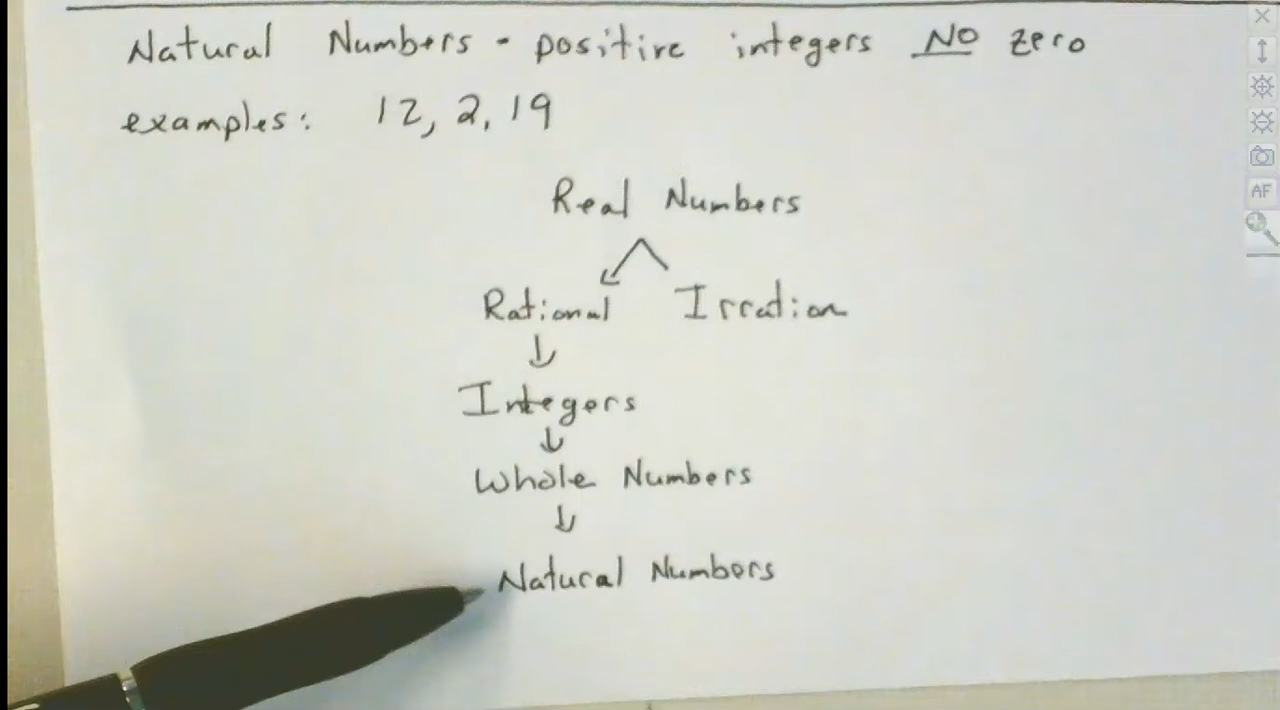 Natural Numbers - positive integers NO zero
examples: 12, 2, 19
Real Numbers
Rational Irration
Integers
Whole Numbers
Natural Numbers
AF